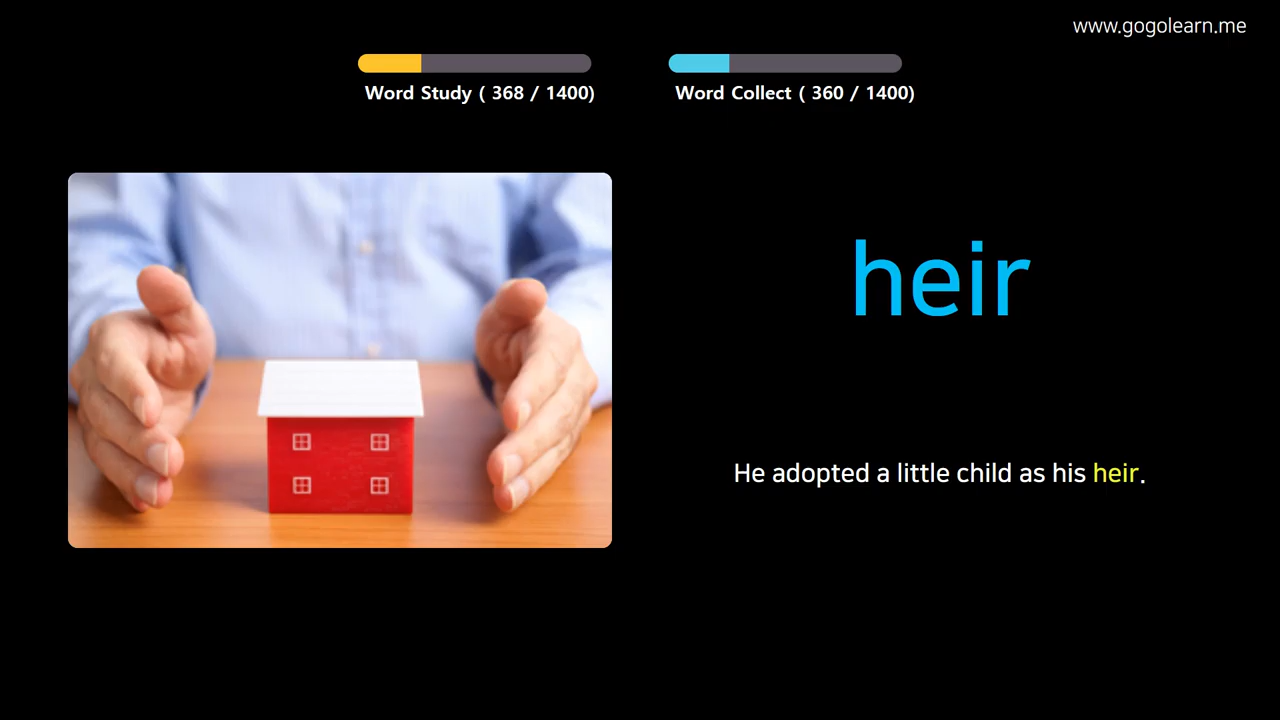 www.gogolearn.me
Word Study ( 368 / 1400)
Word Collect ( 360 / 1400)
heir
He adopted a little child as his heir.